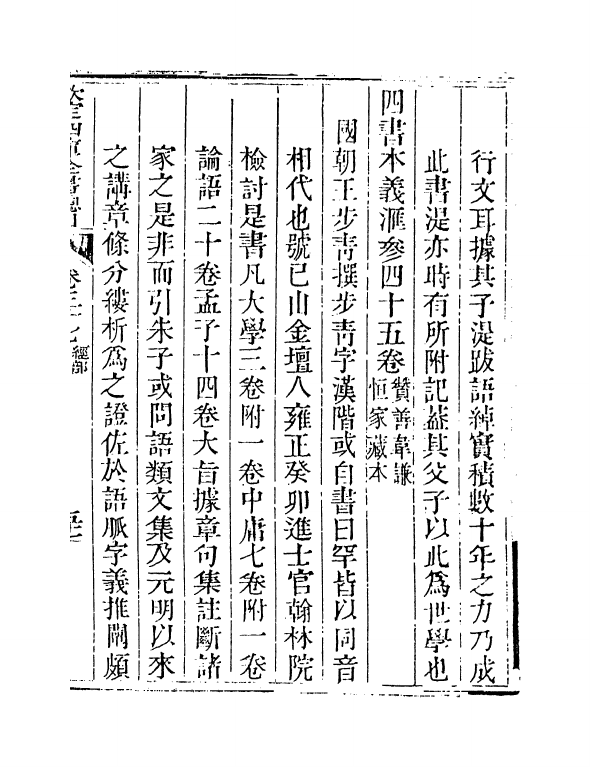 行文耳據其子湜跋語綽實積數十年之力乃成
此書湜亦時有所附記葢其父子以此為世學也
四書本義滙參四十五卷
贊善韋謙
恒家藏本
國朝王步青撰步青字漢階或自書曰罕皆以同音
相代也號已山金壇人雍正癸卯進士官翰林院
檢討是書凡大學三卷附一卷中庸七卷附一卷
論語二十卷孟子十四卷大旨據章句集註斷諸
家之是非而引朱子或問語類文集及元明以來
之講章條分縷析爲之證佐於語脈字義推闡頗
欽定四庫全書總目
卷三十七
經部